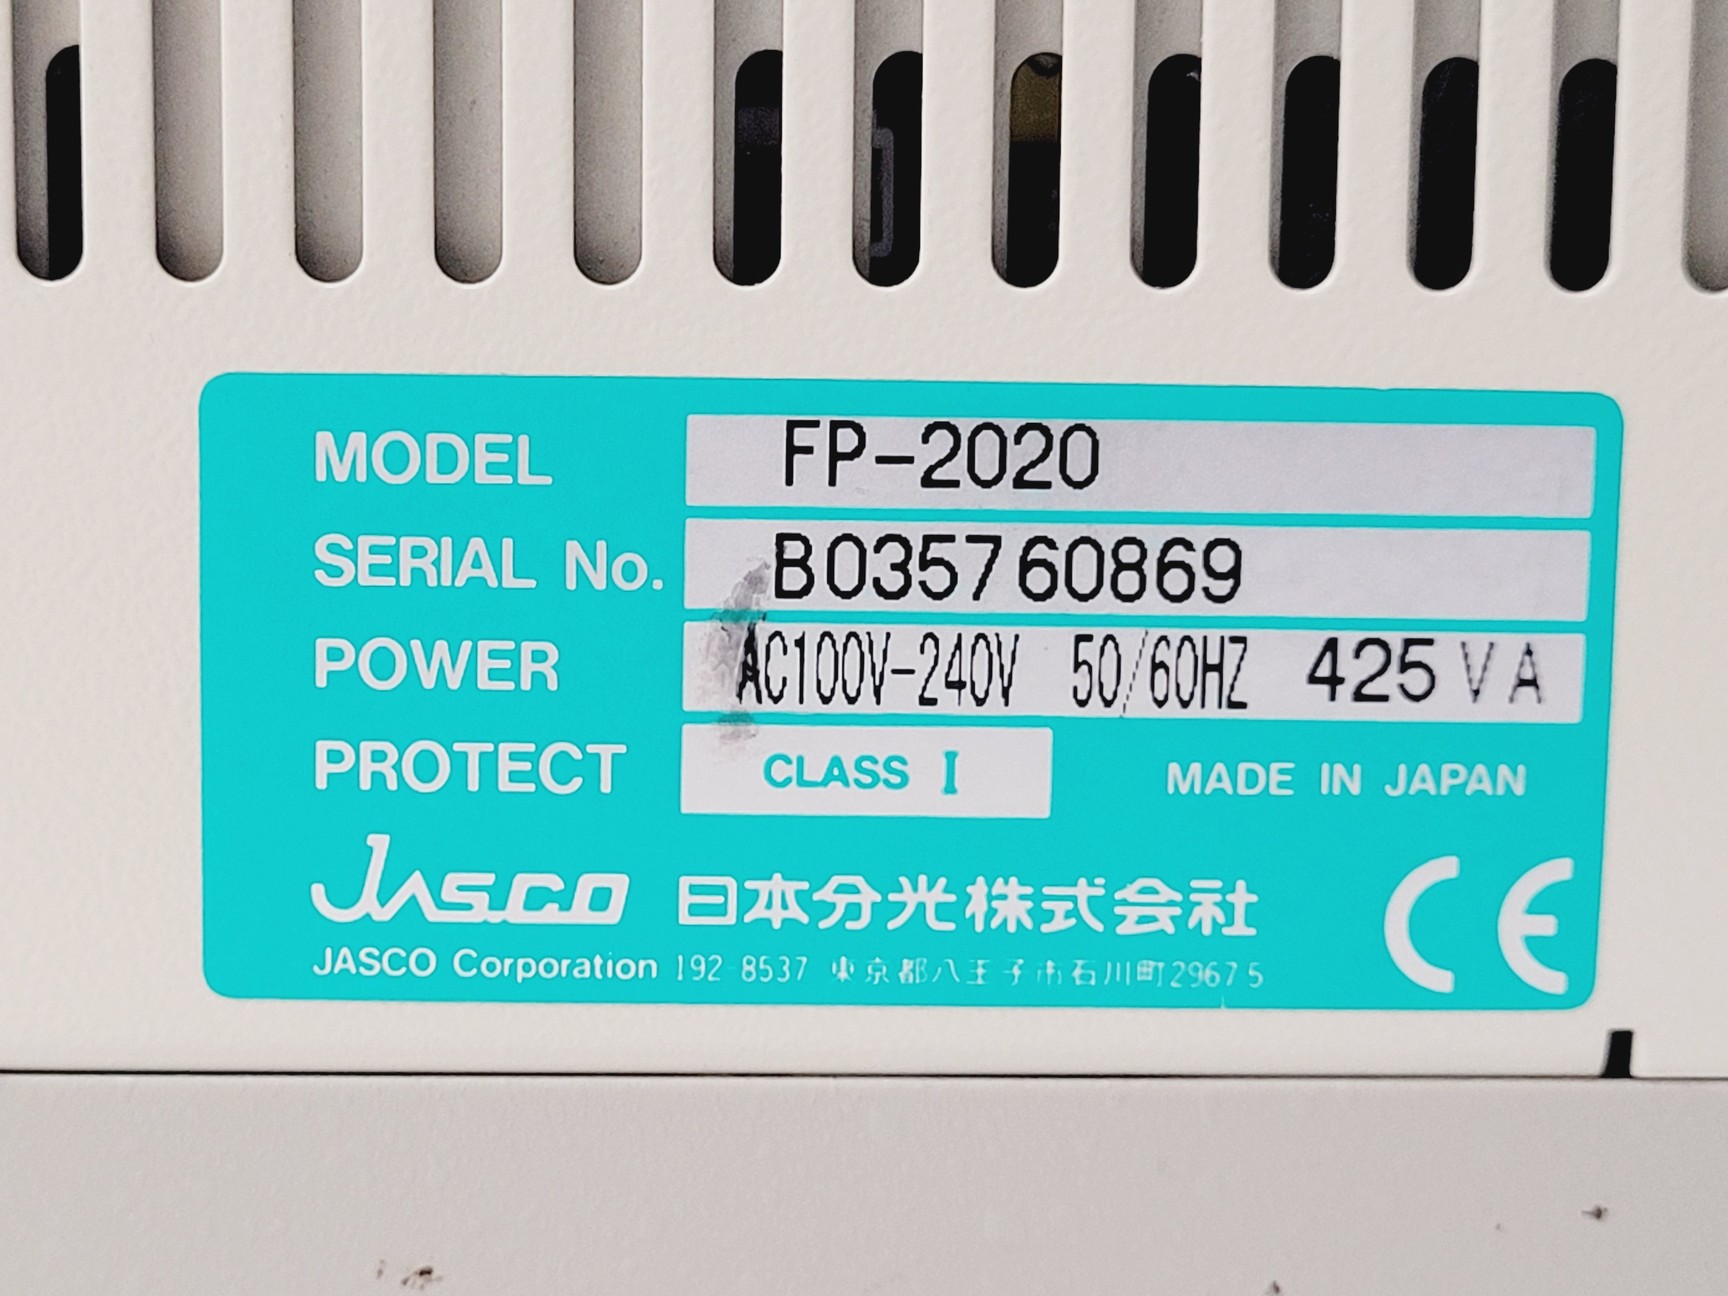 MODEL FP-2020
SERIAL No. B035760869
POWER AC100V-240V 50/60HZ 425 VA
PROTECT CLASS I MADE IN JAPAN
JASCO 日本分光株式会社 CE
JASCO Corporation 192-8537 東京都八王子市石川町2967-5